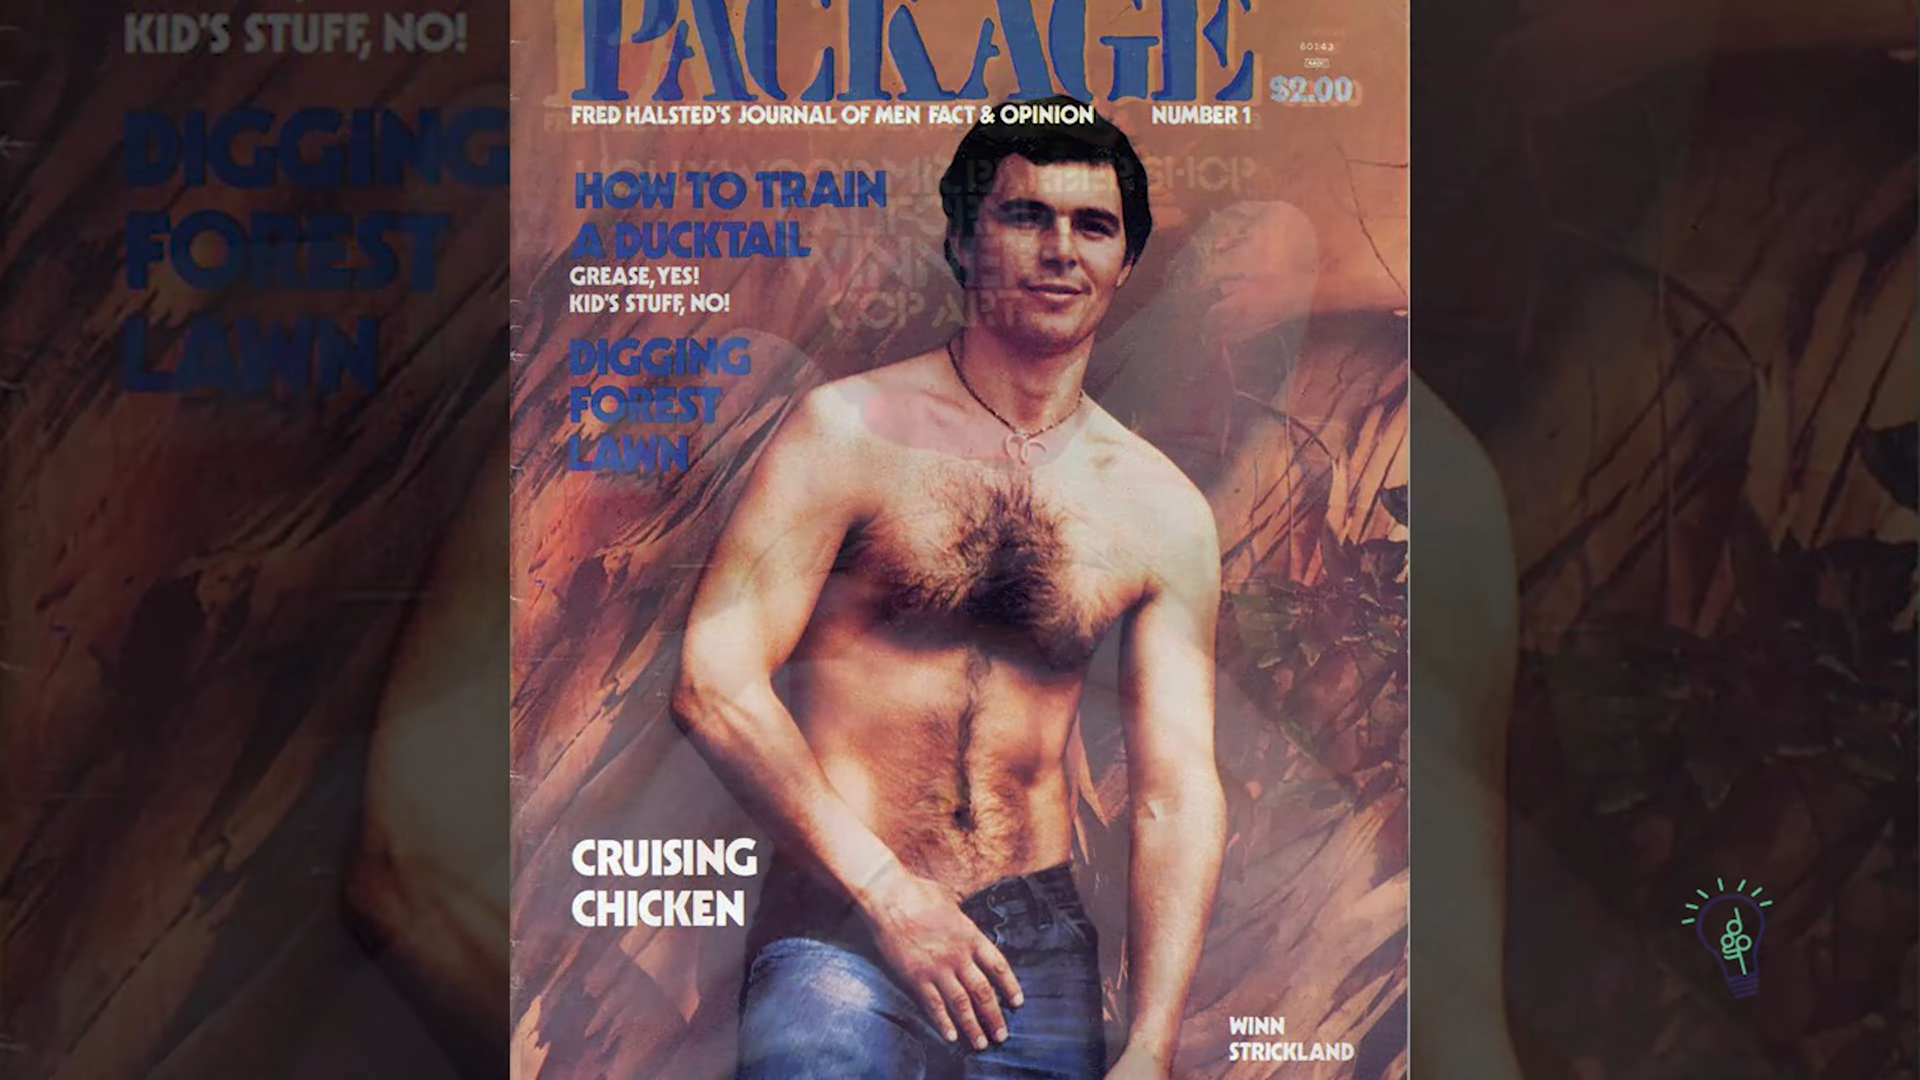 KID'S STUFF, NO!
DIGGING
FOREST
LAWN
PACKAGE
60143
$2.00
FRED HALSTED'S JOURNAL OF MEN FACT & OPINION NUMBER 1
HOW TO TRAIN
A DUCKTAIL
GREASE, YES!
KID'S STUFF, NO!
DIGGING
FOREST
LAWN
CRUISING
CHICKEN
WINN
STRICKLAND